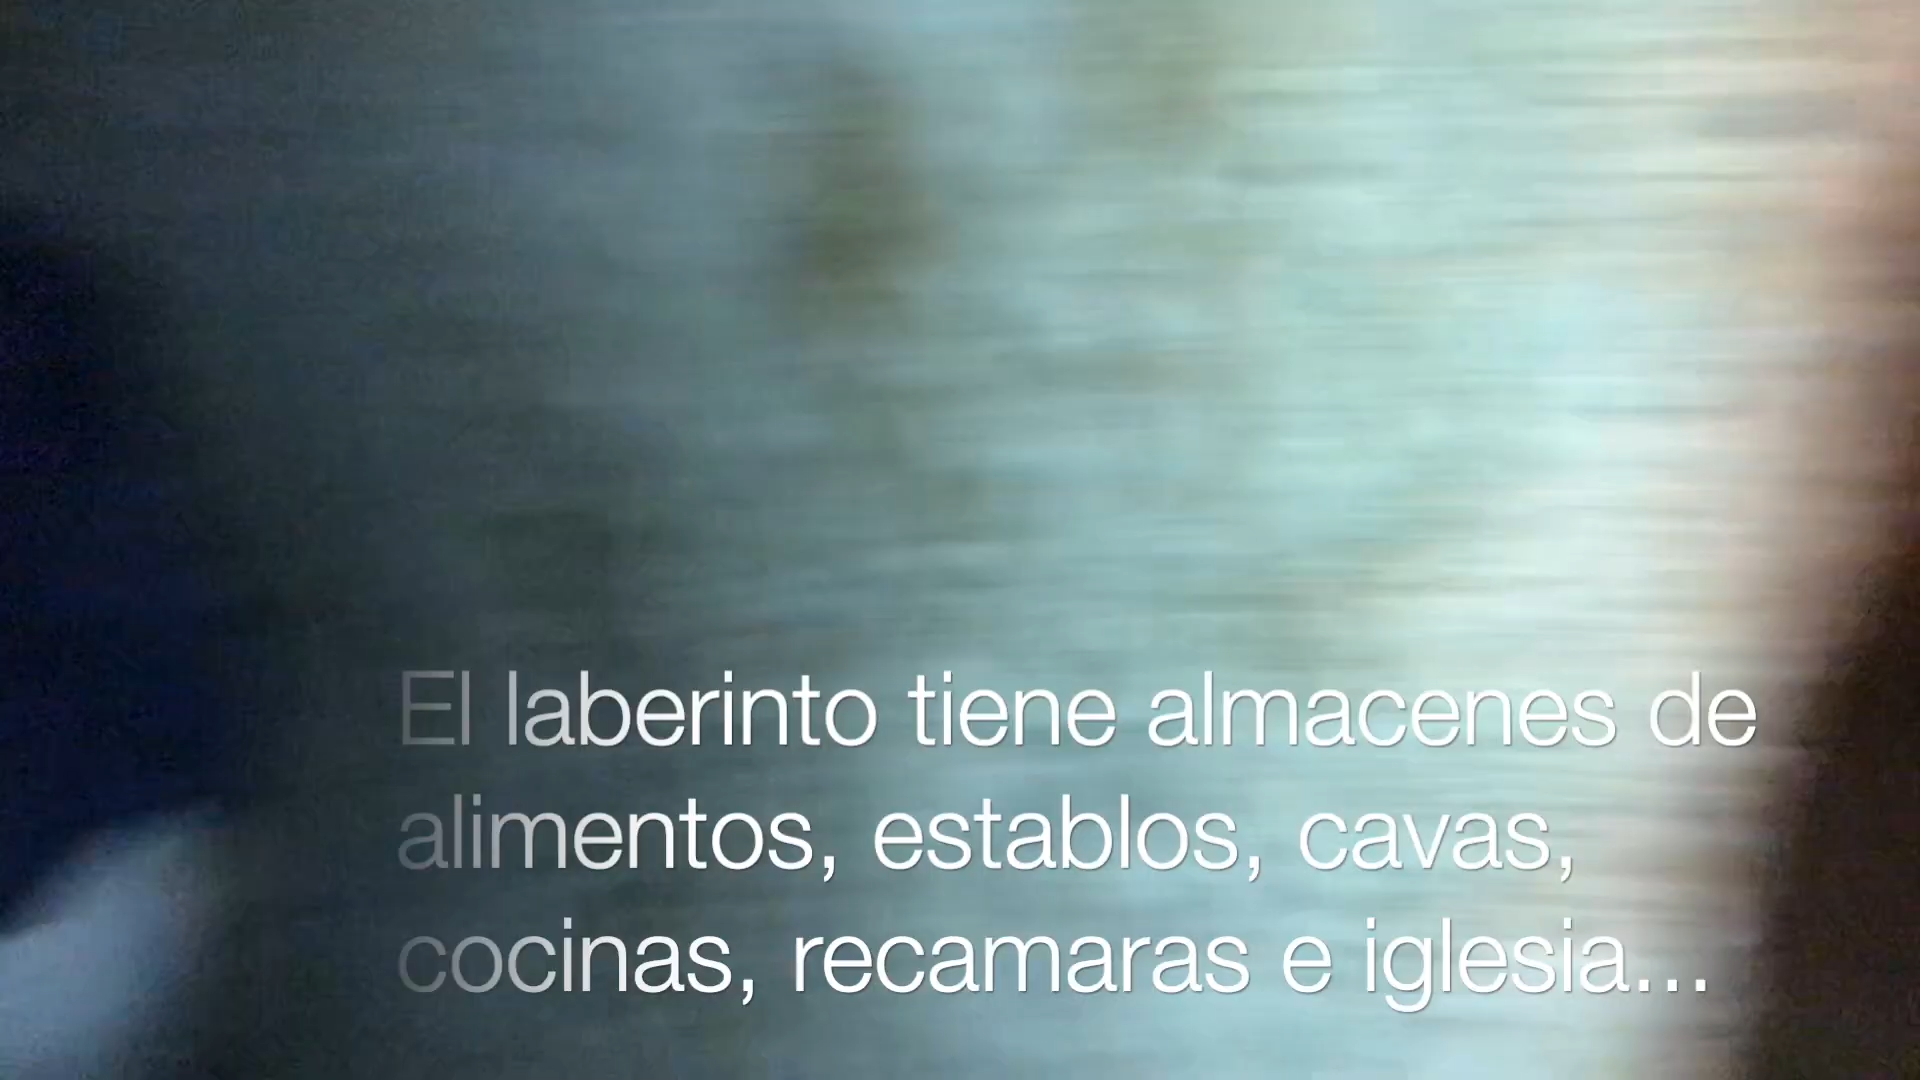 El laberinto tiene almacenes de
alimentos, establos, cavas,
cocinas, recamaras e iglesia...